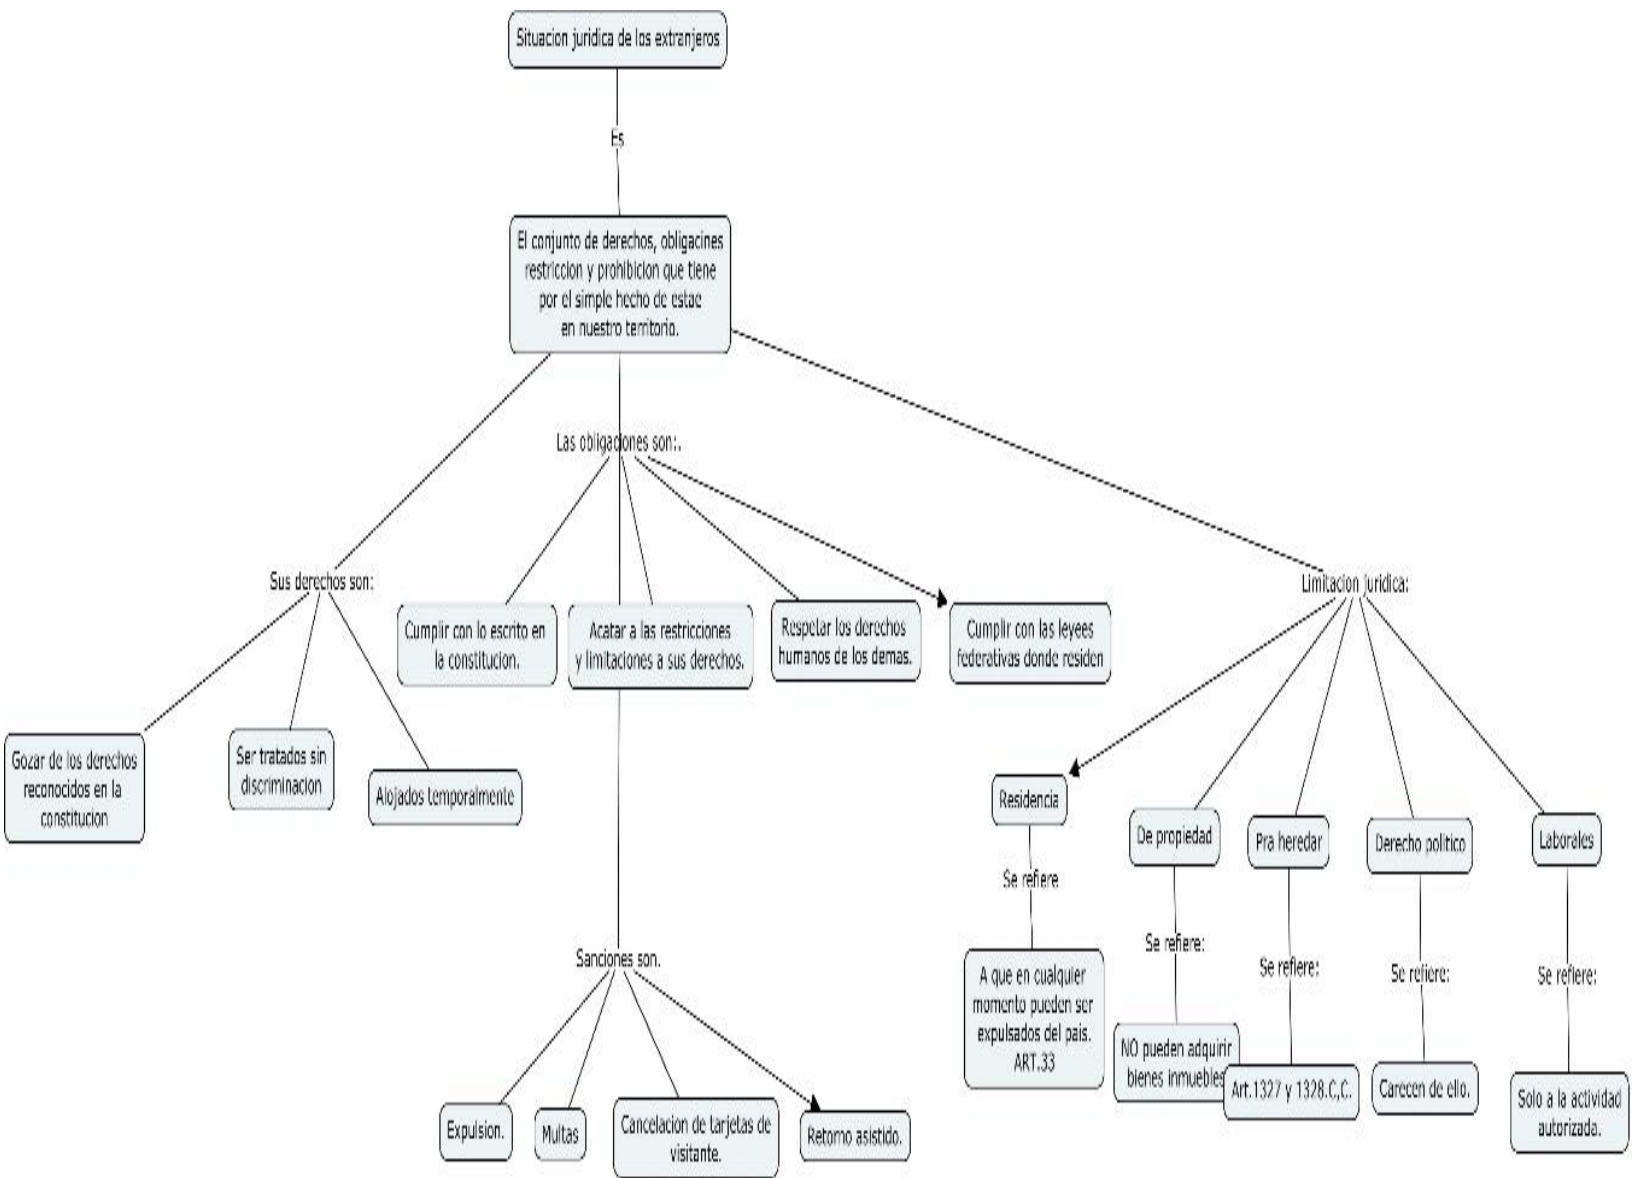 Situacion juridica de los extranjeros
Es
El conjunto de derechos, obligacines
restriccion y prohibicion que tiene
por el simple hecho de estae
en nuestro territorio.
Las obligaciones son:.
Sus derechos son:
Limitacion juridica:
Cumplir con lo escrito en
la constitucion.
Acatar a las restricciones
y limitaciones a sus derechos.
Respetar los derechos
humanos de los demas.
Cumplir con las leyees
federativas donde residen
Gozar de los derechos
reconocidos en la
constitucion
Ser tratados sin
discriminacion
Alojados temporalmente
Residencia
De propiedad
Pra heredar
Derecho politico
Laborales
Se refiere
Se refiere:
Se refiere:
Se refiere:
Se refiere:
Sanciones son.
A que en cualquier
momento pueden ser
expulsados del pais.
ART.33
NO pueden adquirir
bienes inmuebles
Art.1327 y 1328.C,C.
Carecen de ello.
Solo a la actividad
autorizada.
Expulsion.
Multas
Cancelacion de tarjetas de
visitante.
Retorno asistido.